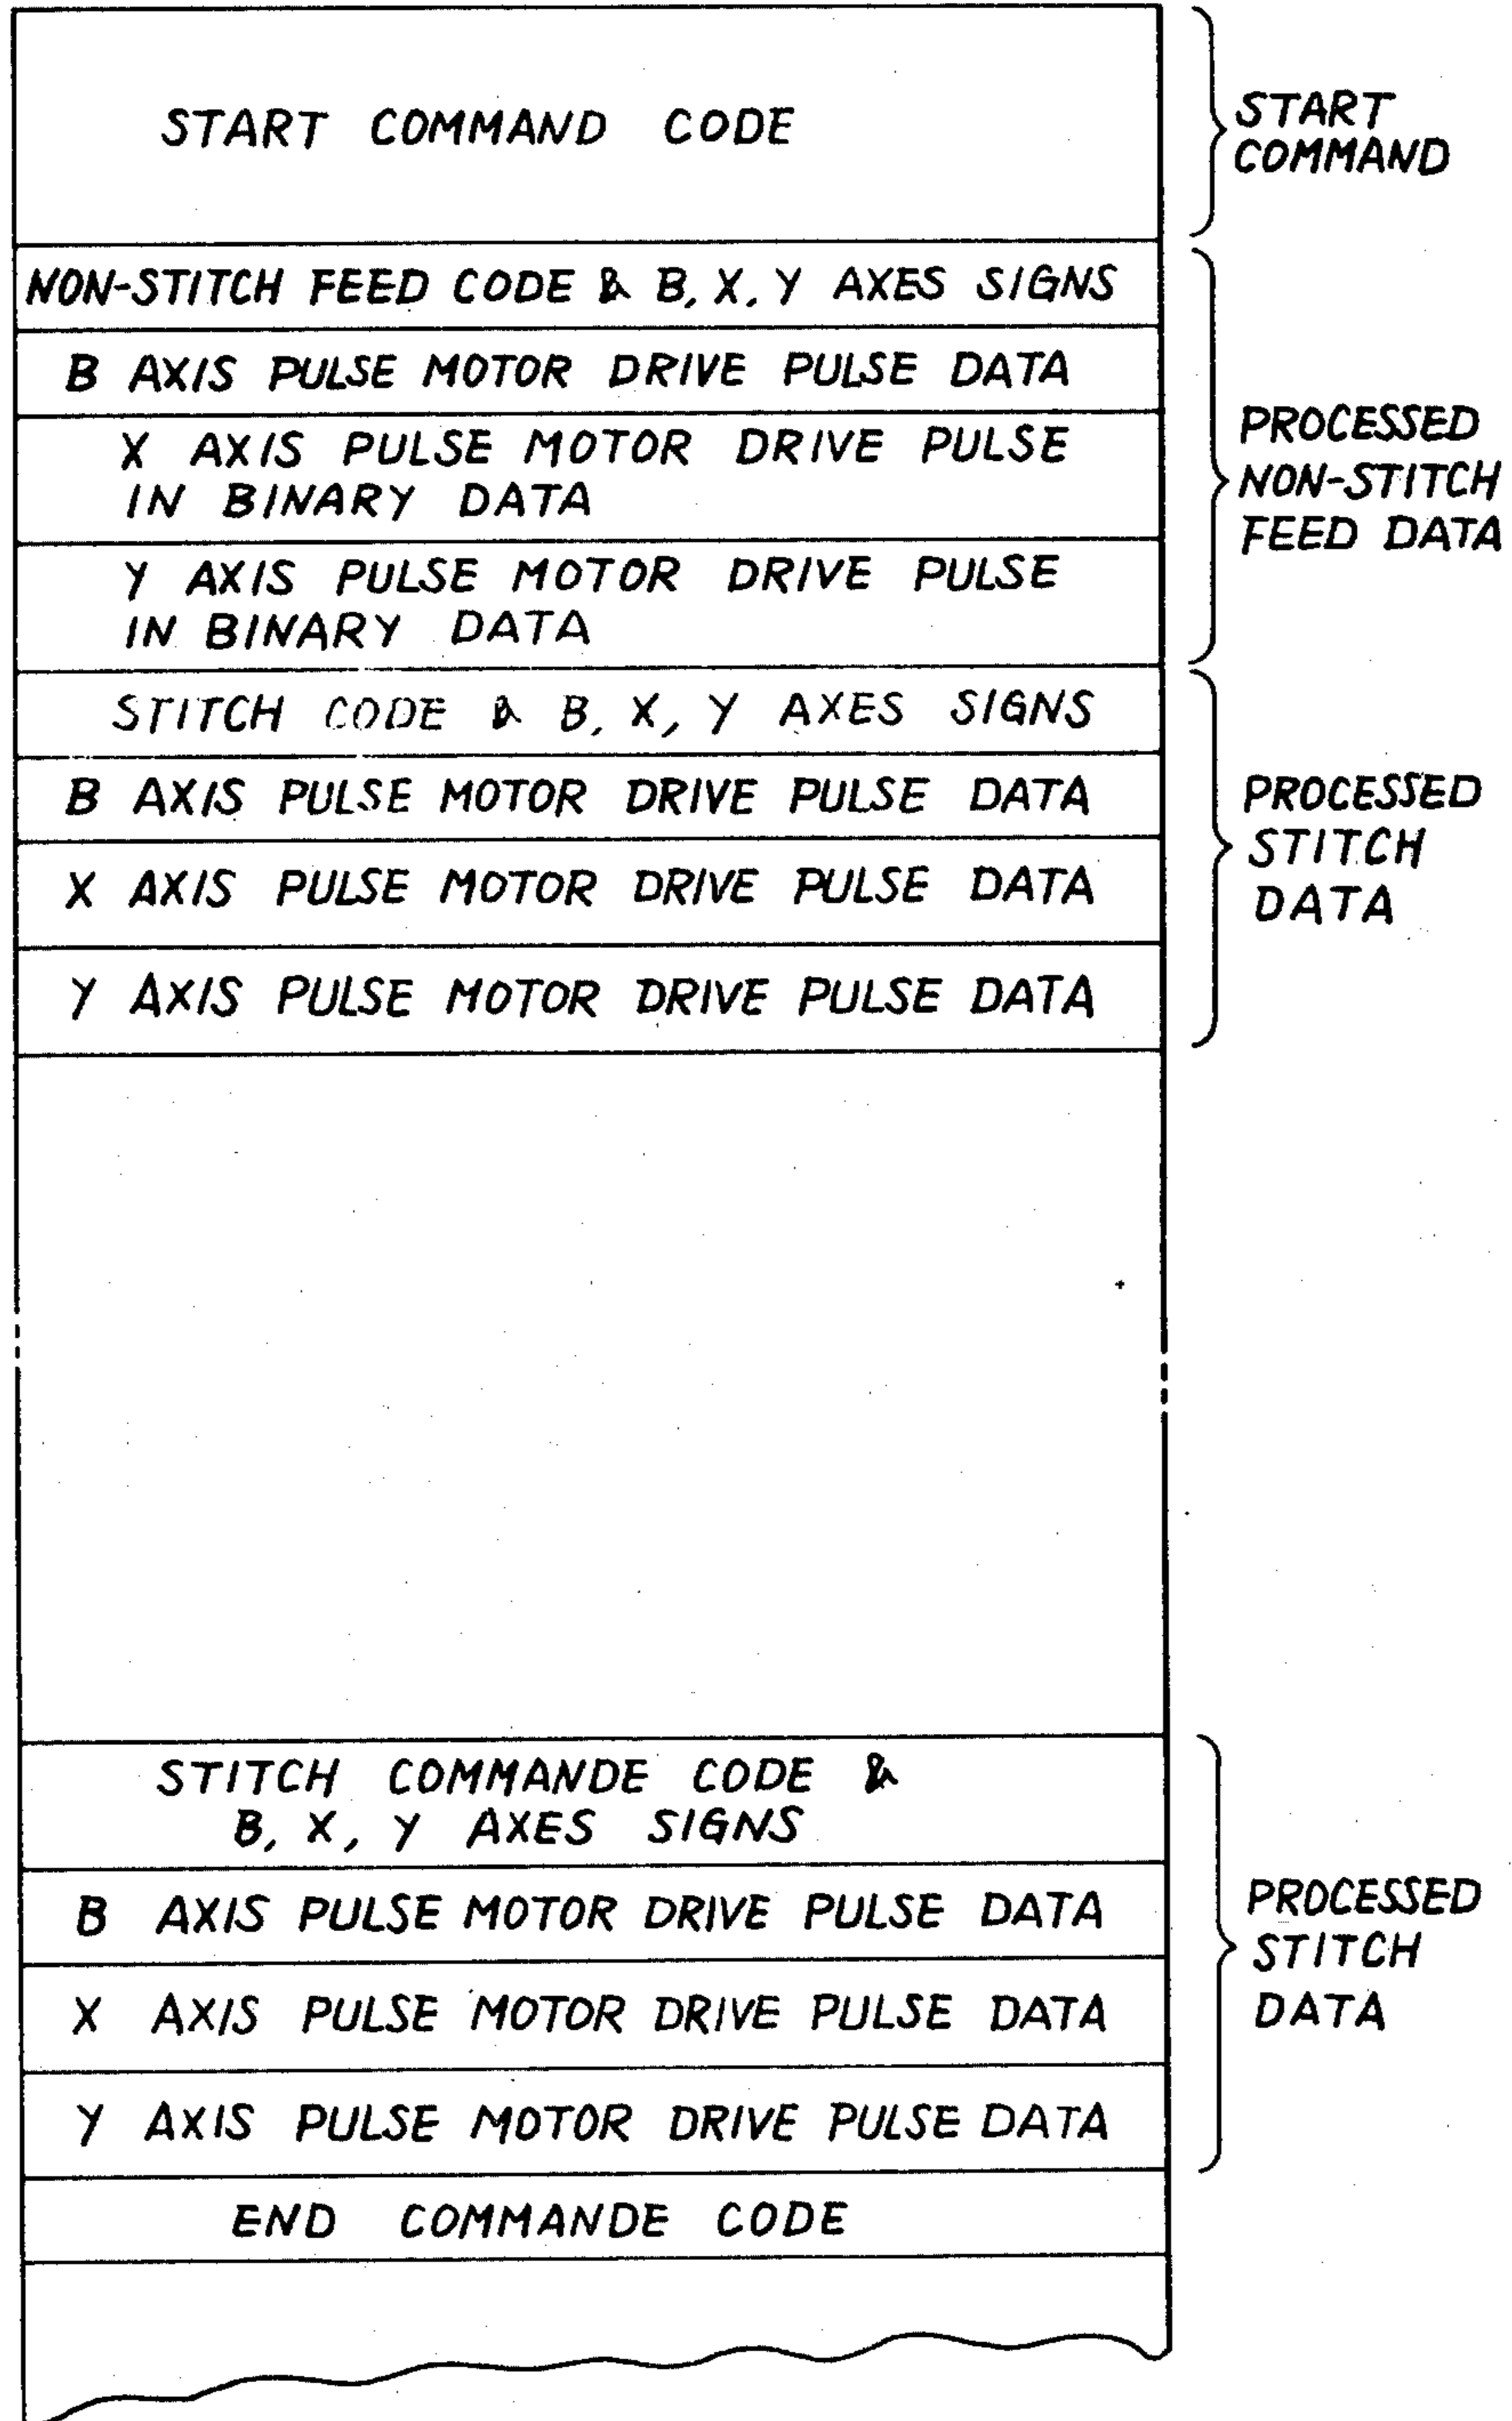 START COMMAND CODE
START
COMMAND
NON-STITCH FEED CODE & B, X, Y AXES SIGNS
B AXIS PULSE MOTOR DRIVE PULSE DATA
X AXIS PULSE MOTOR DRIVE PULSE
IN BINARY DATA
Y AXIS PULSE MOTOR DRIVE PULSE
IN BINARY DATA
PROCESSED
NON-STITCH
FEED DATA
STITCH CODE & B, X, Y AXES SIGNS
B AXIS PULSE MOTOR DRIVE PULSE DATA
X AXIS PULSE MOTOR DRIVE PULSE DATA
Y AXIS PULSE MOTOR DRIVE PULSE DATA
PROCESSED
STITCH
DATA
STITCH COMMANDE CODE &
B, X, Y AXES SIGNS
B AXIS PULSE MOTOR DRIVE PULSE DATA
X AXIS PULSE MOTOR DRIVE PULSE DATA
Y AXIS PULSE MOTOR DRIVE PULSE DATA
PROCESSED
STITCH
DATA
END COMMANDE CODE